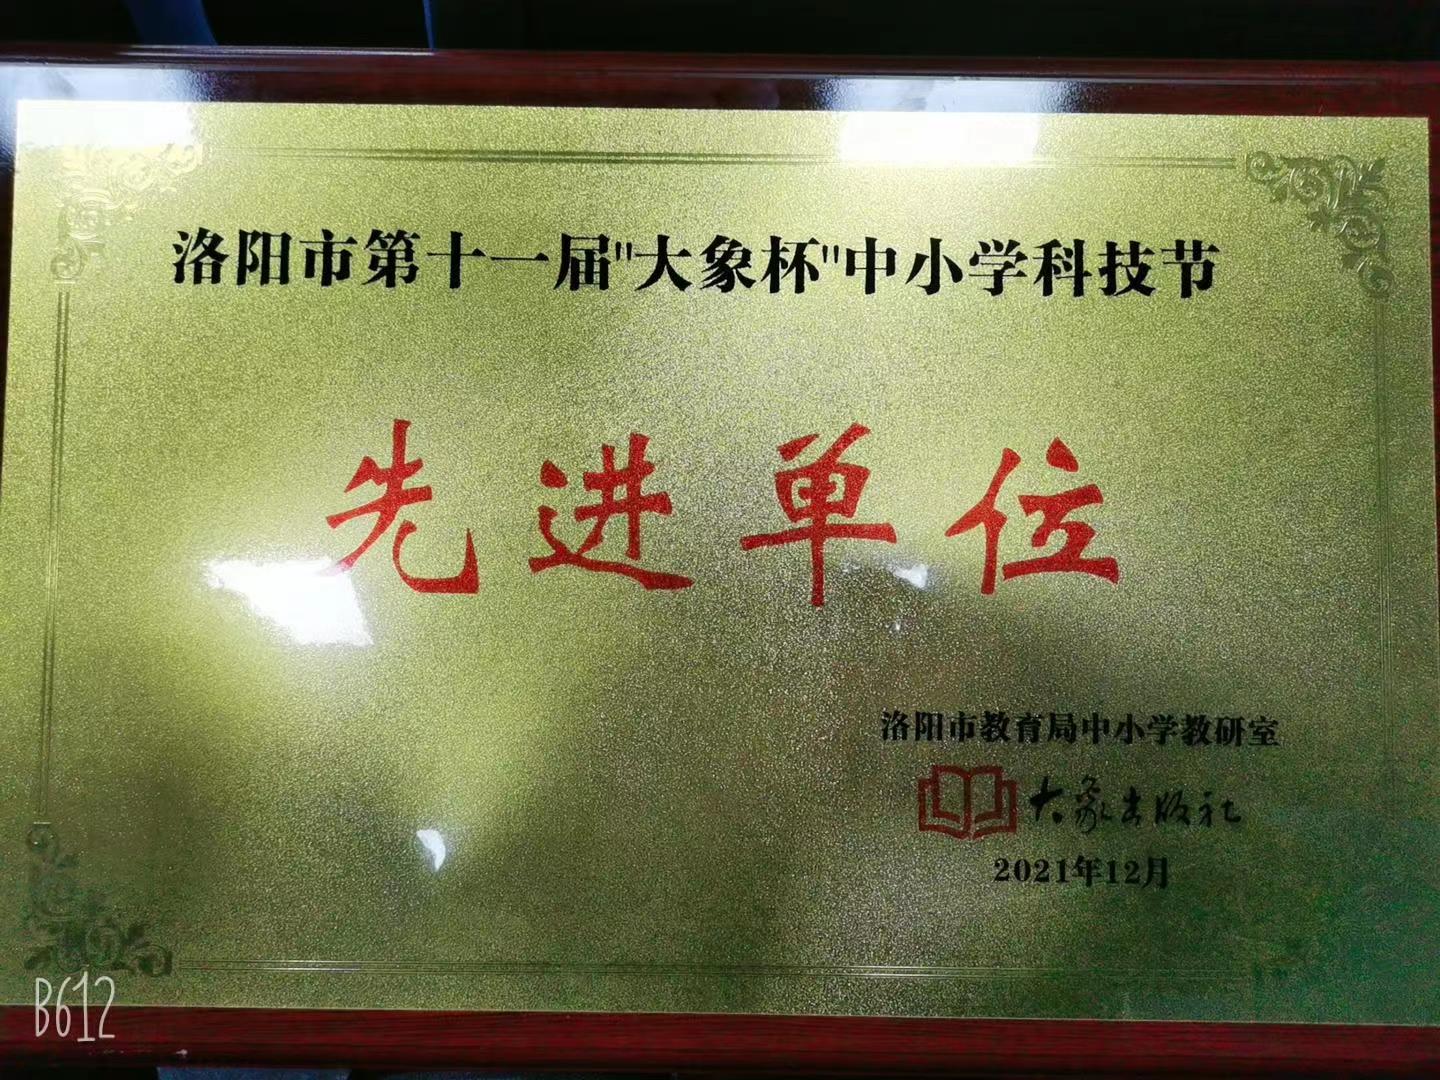 洛阳市第十一届"大象杯"中小学科技节
先进单位
洛阳市教育局中小学教研室
大象出版社
2021年12月
B612